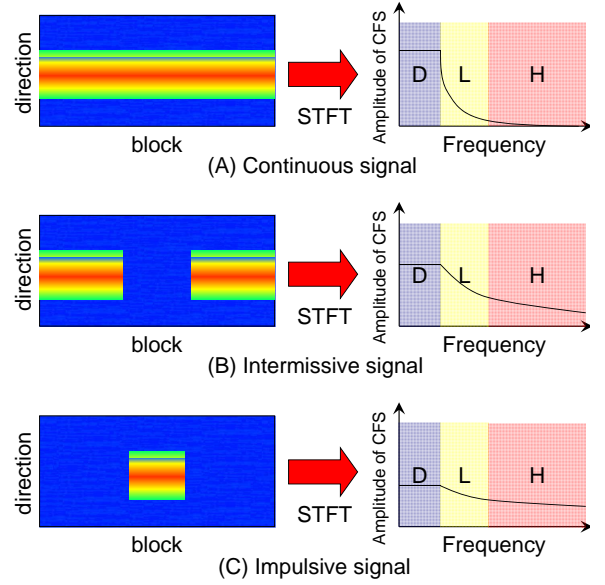 direction
block
STFT
Amplitude of CFS
D L H
Frequency
(A) Continuous signal
direction
block
STFT
Amplitude of CFS
D L H
Frequency
(B) Intermissive signal
direction
block
STFT
Amplitude of CFS
D L H
Frequency
(C) Impulsive signal